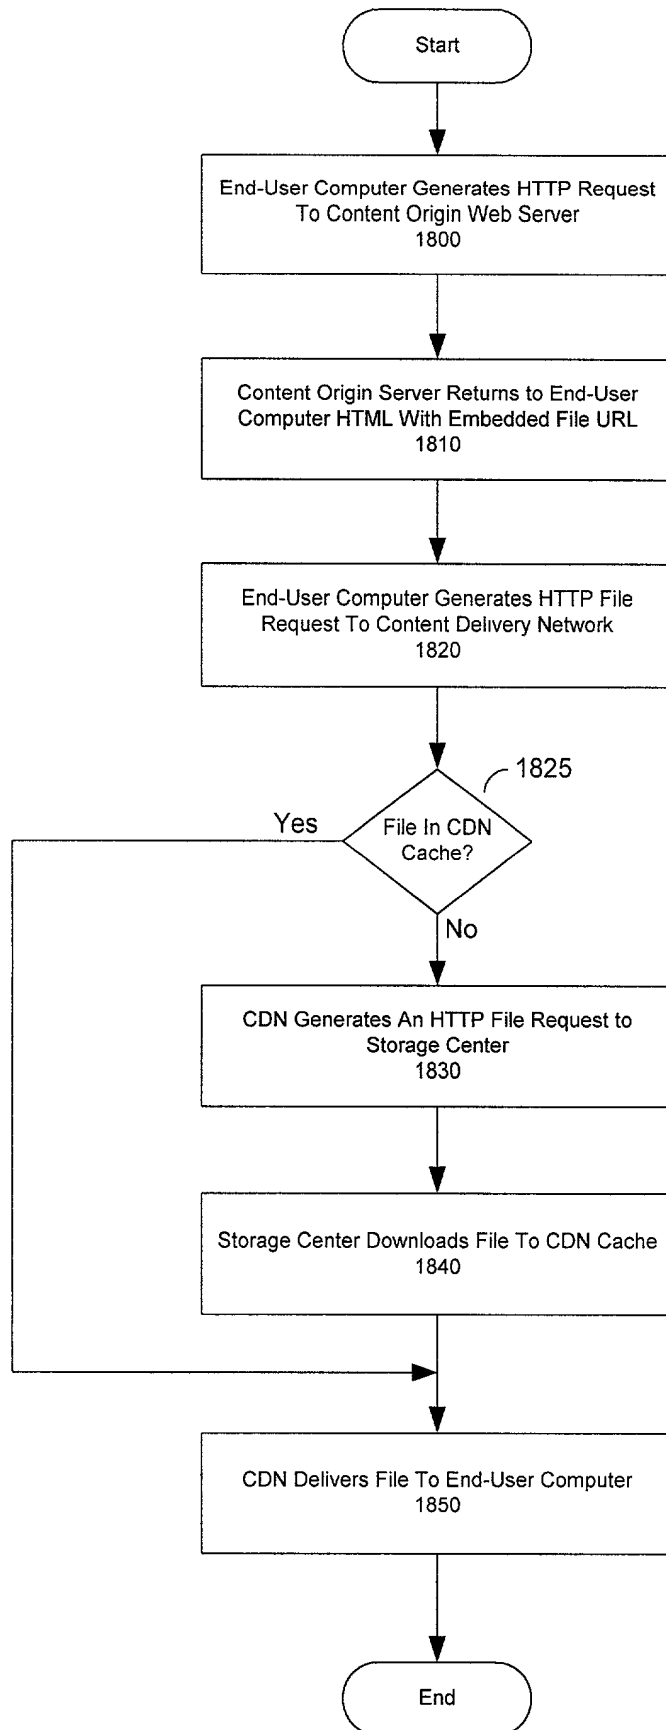 Start
End-User Computer Generates HTTP Request
To Content Origin Web Server
1800
Content Origin Server Returns to End-User
Computer HTML With Embedded File URL
1810
End-User Computer Generates HTTP File
Request To Content Delivery Network
1820
1825
Yes
File In CDN
Cache?
No
CDN Generates An HTTP File Request to
Storage Center
1830
Storage Center Downloads File To CDN Cache
1840
CDN Delivers File To End-User Computer
1850
End